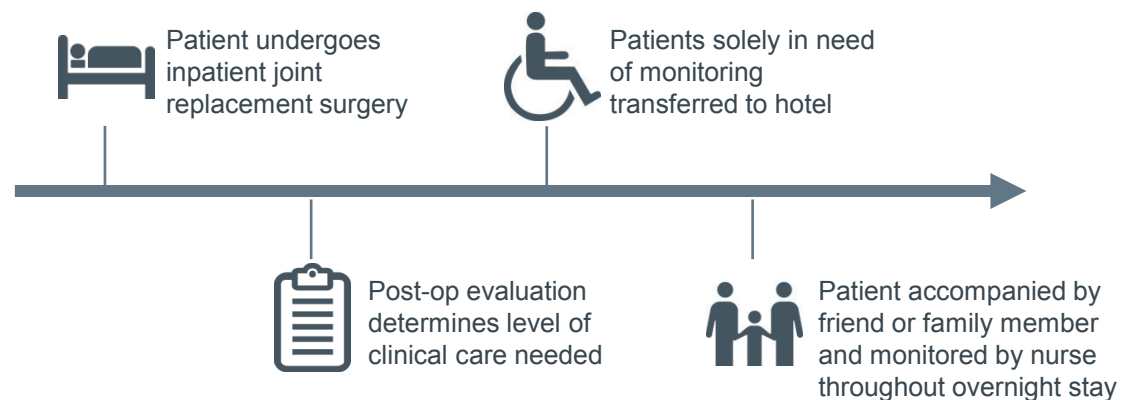 Patient undergoes
inpatient joint
replacement surgery
Post-op evaluation
determines level of
clinical care needed
Patients solely in need
of monitoring
transferred to hotel
Patient accompanied by
friend or family member
and monitored by nurse
throughout overnight stay